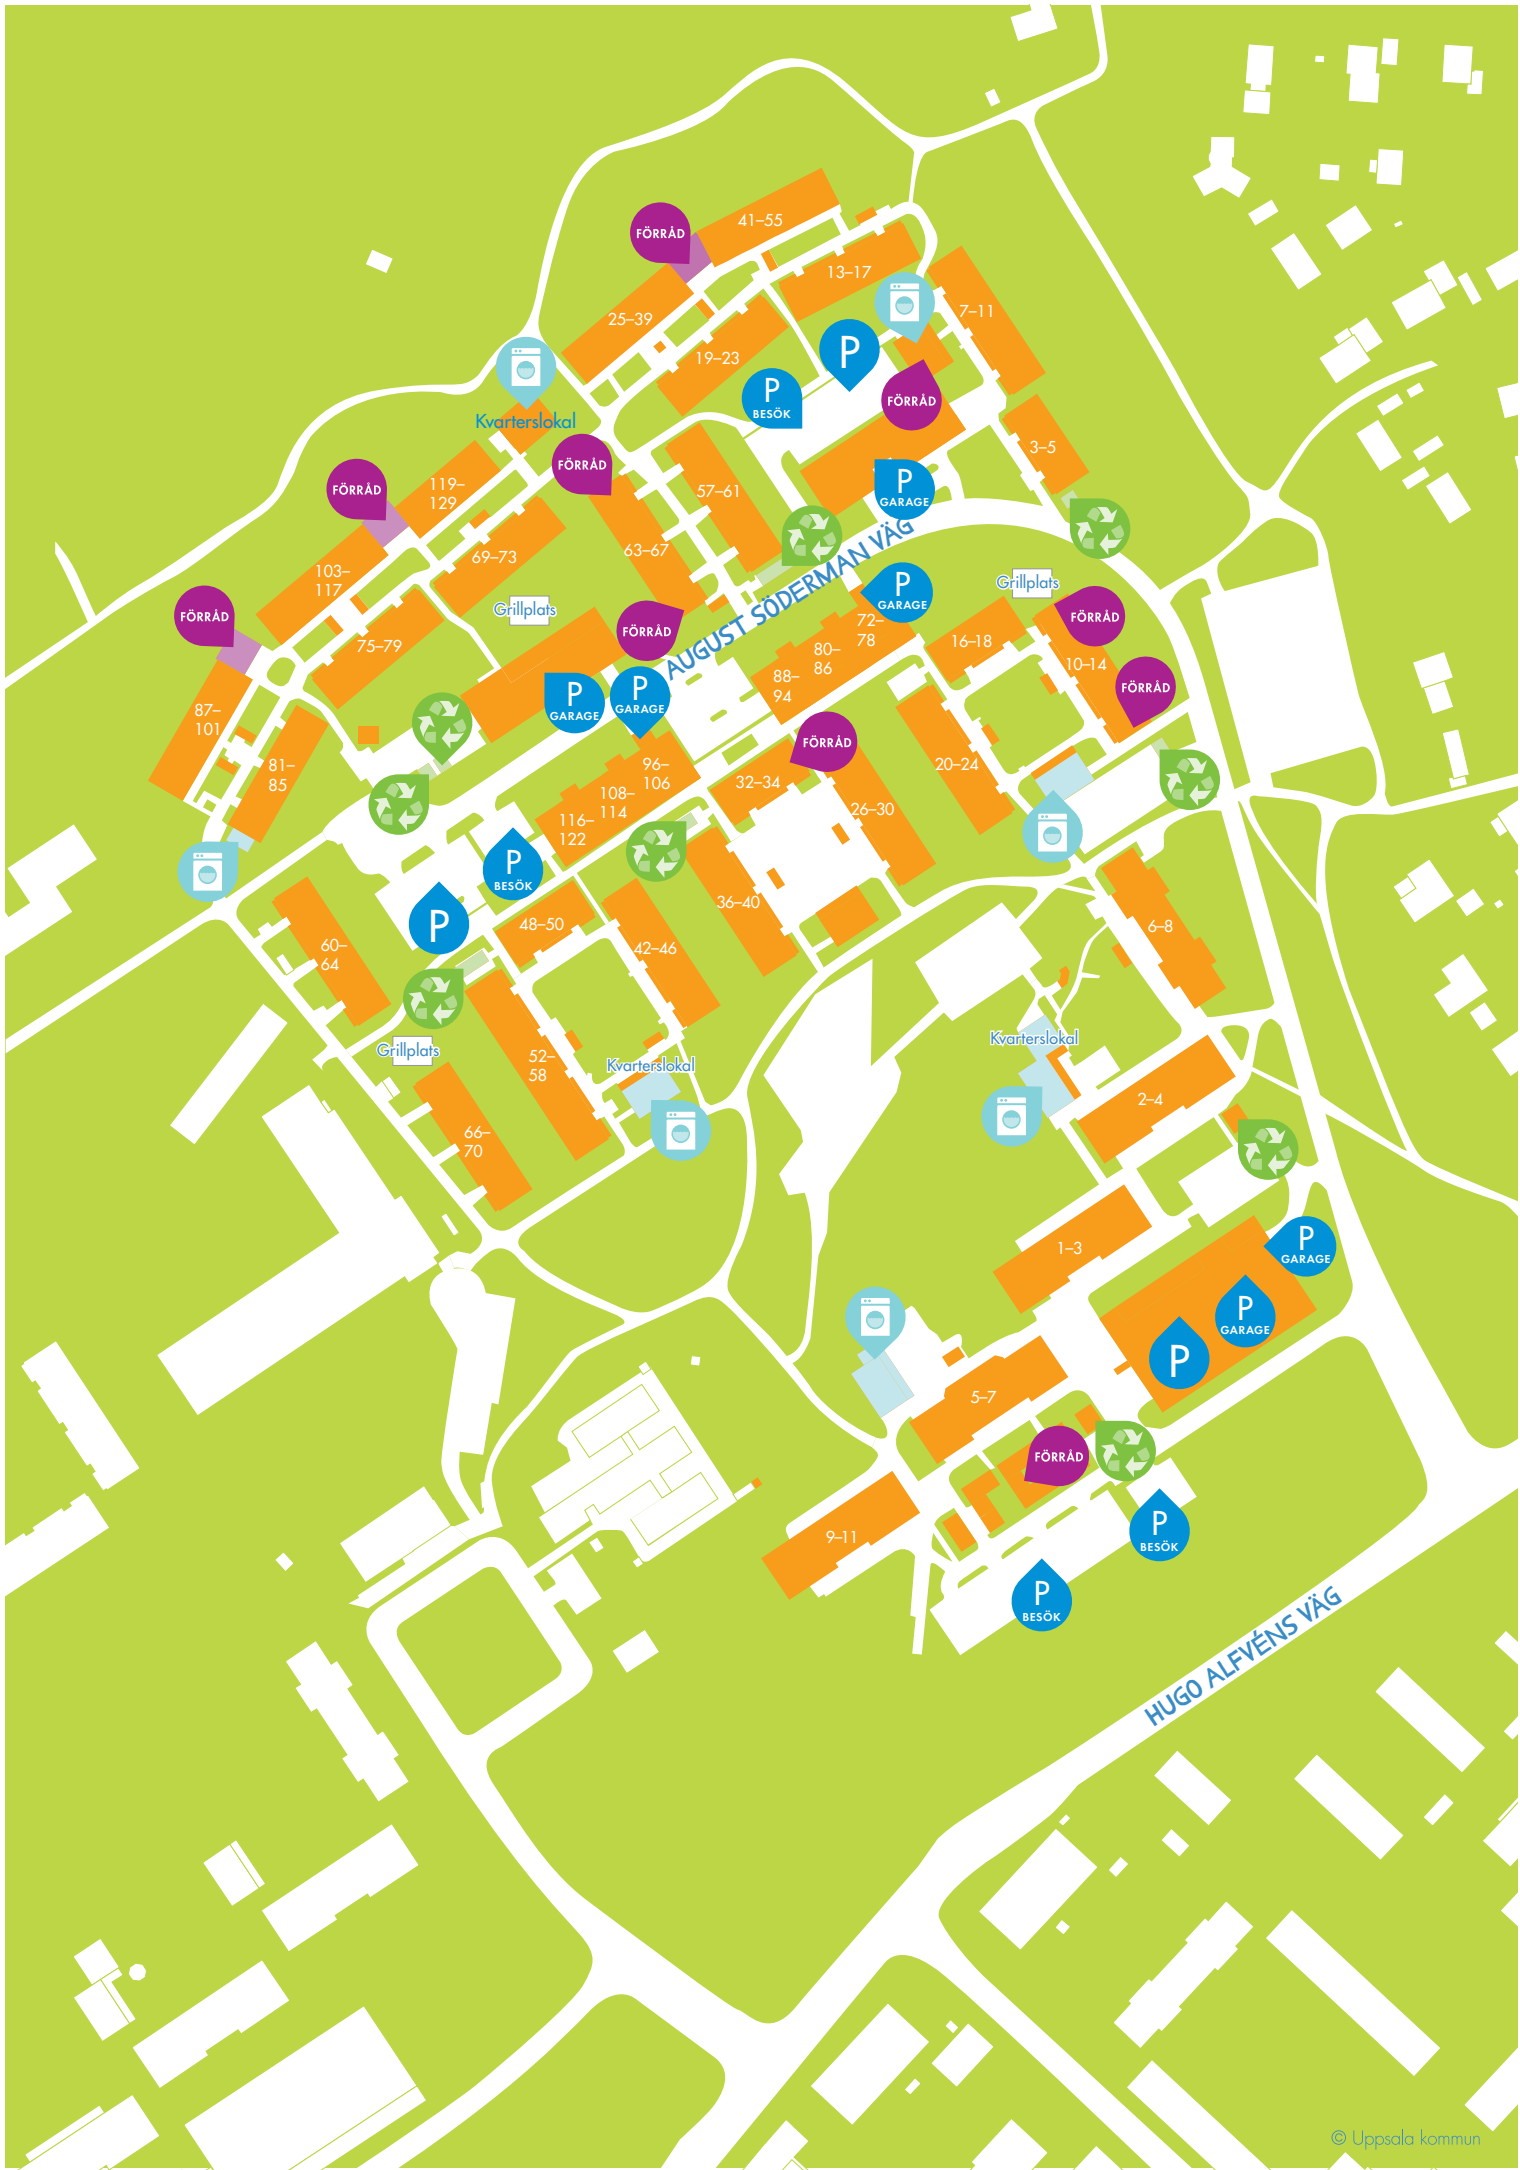 41–55
FÖRRÅD
13–17
7–11
25–39
19–23
P
P
BESÖK
FÖRRÅD
Kvarterslokal
3–5
FÖRRÅD
119–
129
FÖRRÅD
57–61
P
GARAGE
63–67
69–73
103–
117
AUGUST SÖDERMAN VÄG
Grillplats
P
GARAGE
Grillplats
FÖRRÅD
FÖRRÅD
FÖRRÅD
72–
78
16–18
75–79
80–
86
10–14
88–
94
FÖRRÅD
P
GARAGE
P
GARAGE
87–
101
FÖRRÅD
81–
85
96–
106
20–24
32–34
108–
114
26–30
116–
122
P
BESÖK
36–40
P
48–50
6–8
60–
64
42–46
Grillplats
Kvarterslokal
52–
58
Kvarterslokal
2–4
66–
70
1–3
P
GARAGE
P
GARAGE
P
5–7
FÖRRÅD
9–11
P
BESÖK
P
BESÖK
HUGO ALFVÉNS VÄG
© Uppsala kommun